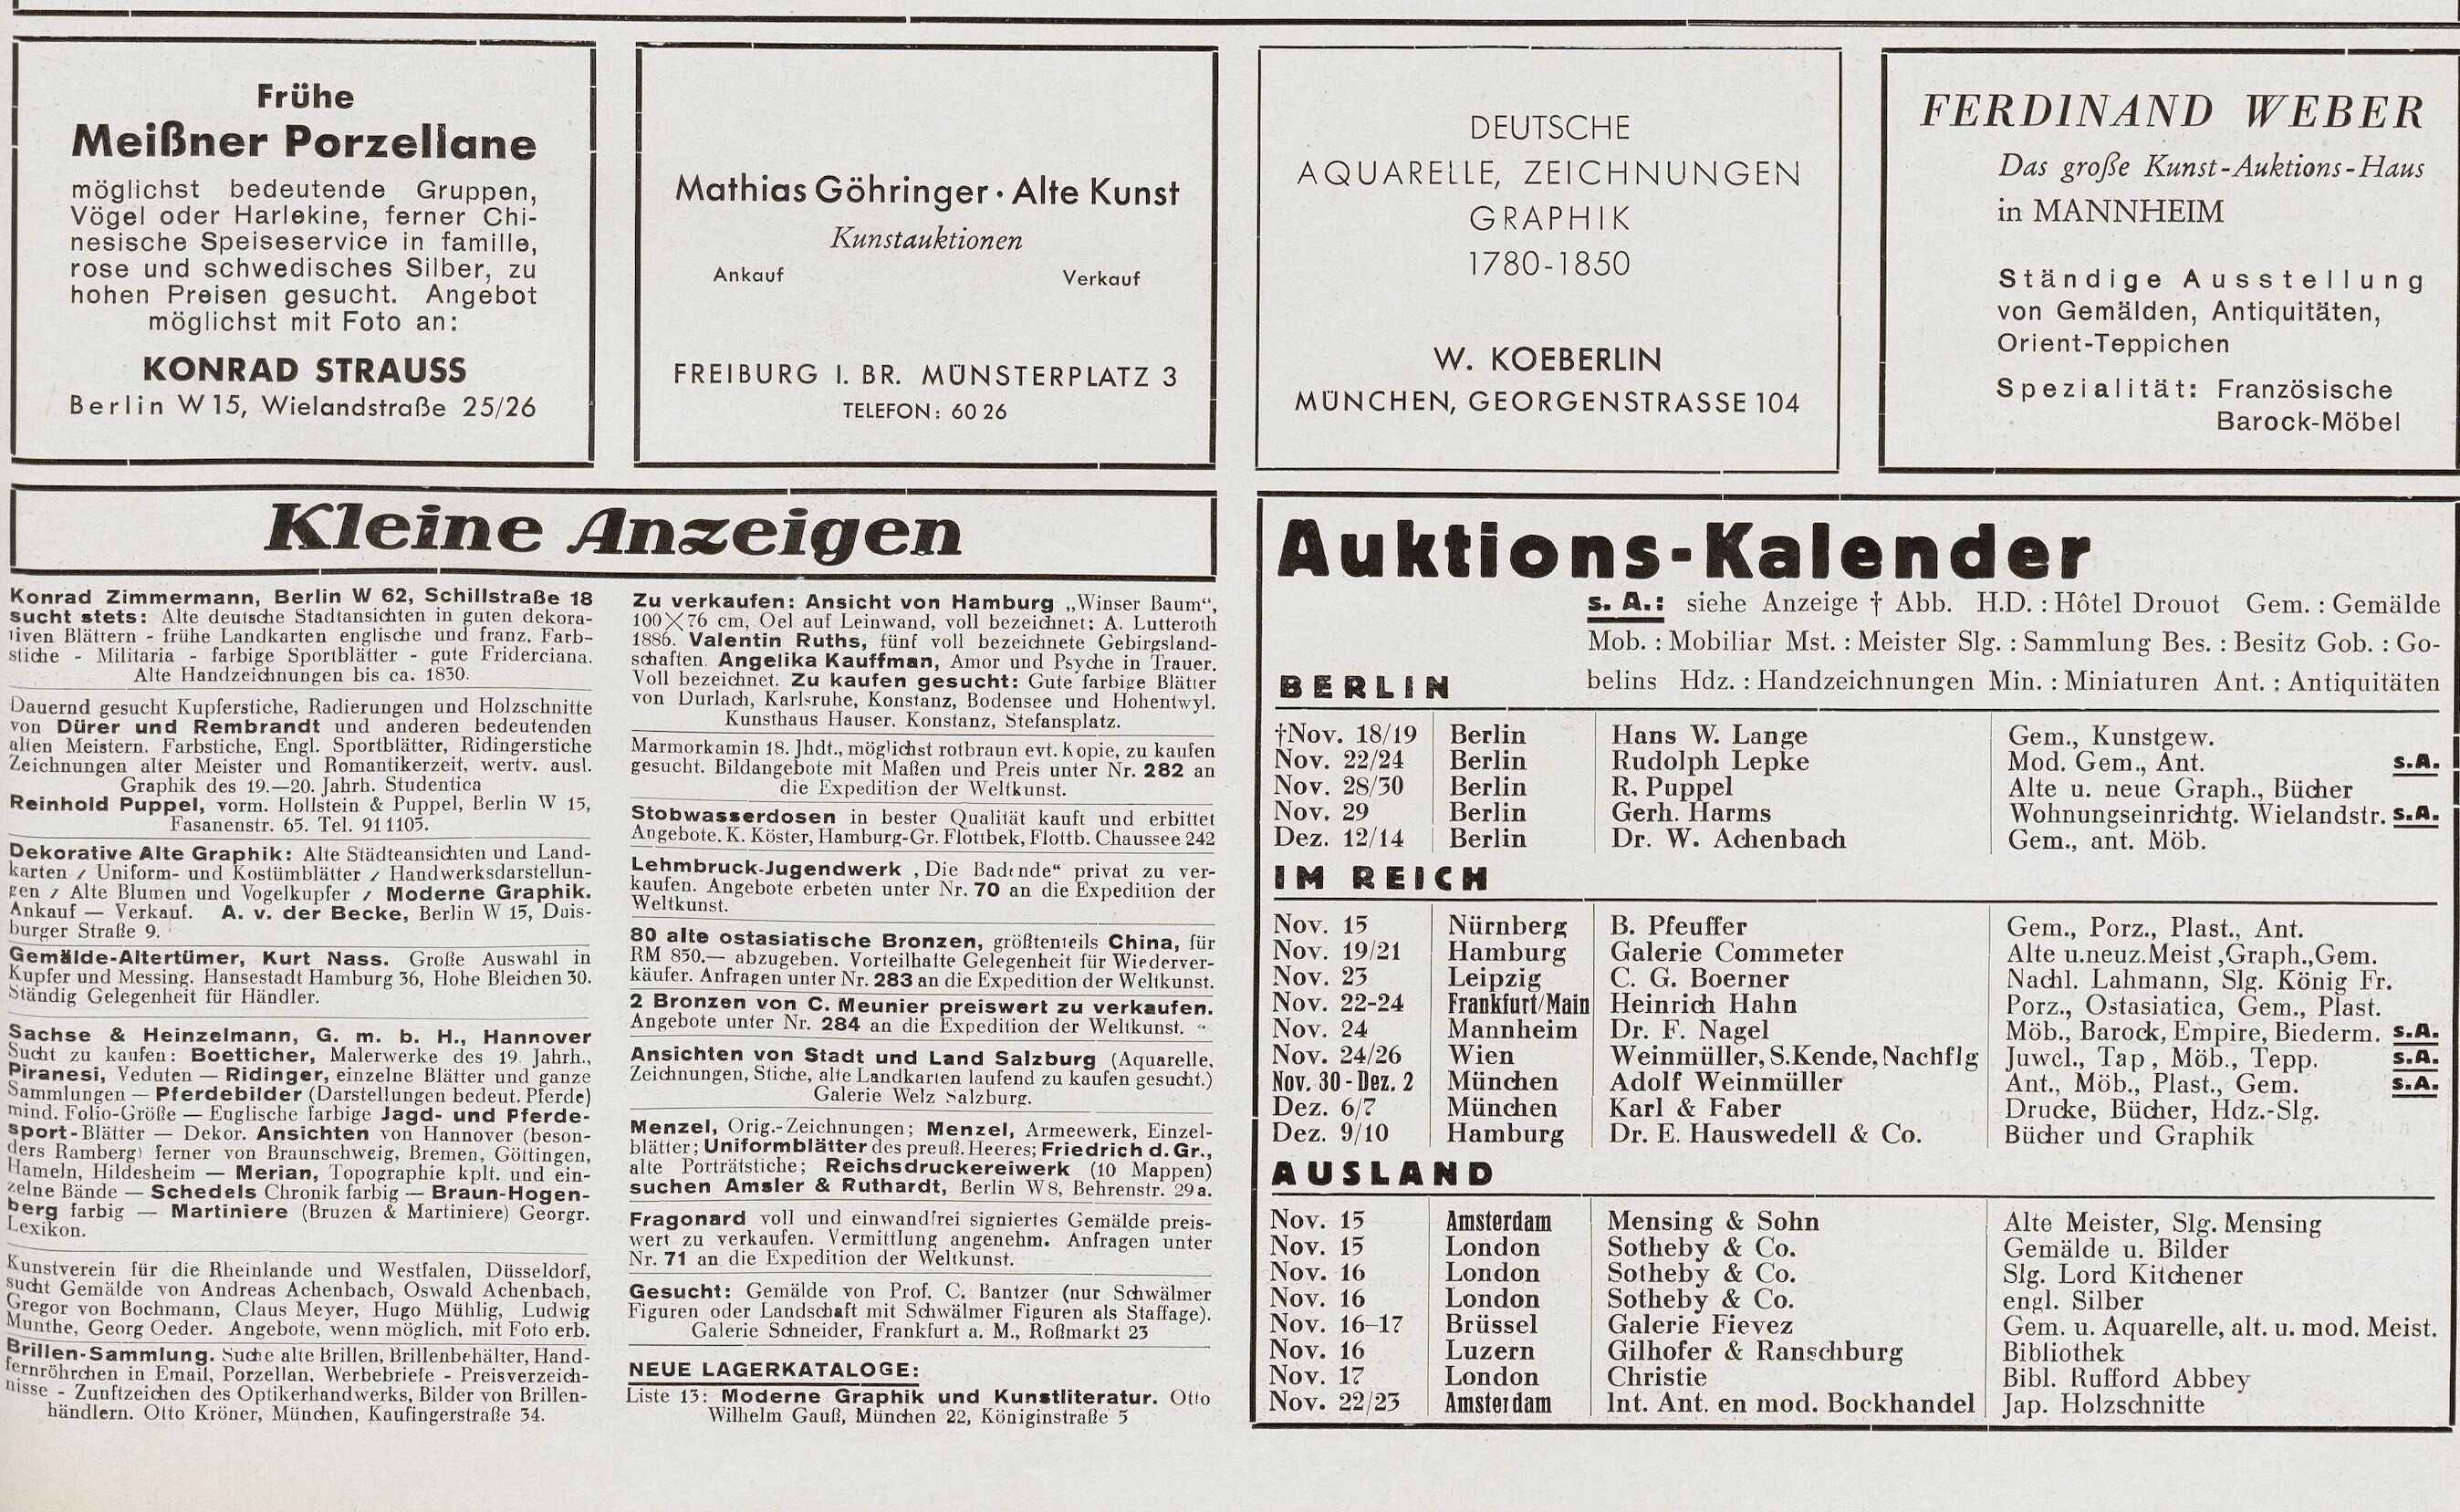 Frühe
Meißner Porzellane
möglichst bedeutende Gruppen,
Vögel oder Harlekine, ferner Chi-
nesische Speiseservice in famille,
rose und schwedisches Silber, zu
hohen Preisen gesucht. Angebot
möglichst mit Foto an:
KONRAD STRAUSS
Berlin W 15, Wielandstraße 25/26
Mathias Göhringer · Alte Kunst
Kunstauktionen
Ankauf Verkauf
FREIBURG I. BR. MÜNSTERPLATZ 3
TELEFON: 60 26
DEUTSCHE
AQUARELLE, ZEICHNUNGEN
GRAPHIK
1780-1850
W. KOEBERLIN
MÜNCHEN, GEORGENSTRASSE 104
FERDINAND WEBER
Das große Kunst-Auktions-Haus
in MANNHEIM
Ständige Ausstellung
von Gemälden, Antiquitäten,
Orient-Teppichen
Spezialität: Französische
Barock-Möbel
Kleine Anzeigen
Konrad Zimmermann, Berlin W 62, Schillstraße 18
sucht stets: Alte deutsche Stadtansichten in guten dekora-
tiven Blättern - frühe Landkarten englische und franz. Farb-
stiche - Militaria - farbige Sportblätter - gute Friderciana.
Alte Handzeichnungen bis ca. 1830.
Dauernd gesucht Kupferstiche, Radierungen und Holzschnitte
von Dürer und Rembrandt und anderen bedeutenden
alten Meistern. Farbstiche, Engl. Sportblätter, Ridingerstiche
Zeichnungen alter Meister und Romantikerzeit, wertv. ausl.
Graphik des 19.—20. Jahrh. Studentica
Reinhold Puppel, vorm. Hollstein & Puppel, Berlin W 15,
Fasanenstr. 65. Tel. 91 1105.
Dekorative Alte Graphik: Alte Städteansichten und Land-
karten / Uniform- und Kostümblätter / Handwerksdarstellun-
gen / Alte Blumen und Vogelkupfer / Moderne Graphik.
Ankauf — Verkauf. A. v. der Becke, Berlin W 15, Duis-
burger Straße 9.
Gemälde-Altertümer, Kurt Nass. Große Auswahl in
Kupfer und Messing. Hansestadt Hamburg 36, Hohe Bleichen 30.
Ständig Gelegenheit für Händler.
Sachse & Heinzelmann, G. m. b. H., Hannover
Sucht zu kaufen: Boetticher, Malerwerke des 19. Jahrh.,
Piranesi, Veduten — Ridinger, einzelne Blätter und ganze
Sammlungen — Pferdebilder (Darstellungen bedeut. Pferde)
mind. Folio-Größe — Englische farbige Jagd- und Pferde-
sport-Blätter — Dekor. Ansichten von Hannover (beson-
ders Ramberg) ferner von Braunschweig, Bremen, Göttingen,
Hameln, Hildesheim — Merian, Topographie kplt. und ein-
zelne Bände — Schedels Chronik farbig — Braun-Hogen-
berg farbig — Martiniere (Bruzen & Martiniere) Georgr.
Lexikon.
Kunstverein für die Rheinlande und Westfalen, Düsseldorf,
sucht Gemälde von Andreas Achenbach, Oswald Achenbach,
Gregor von Bochmann, Claus Meyer, Hugo Mühlig, Ludwig
Munthe, Georg Oeder. Angebote, wenn möglich, mit Foto erb.
Brillen-Sammlung. Suche alte Brillen, Brillenbehälter, Hand-
fernröhrchen in Email, Porzellan, Werbebriefe - Preisverzeich-
nisse - Zunftzeichen des Optikerhandwerks, Bilder von Brillen-
händlern. Otto Kröner, München, Kaufingerstraße 34.
Zu verkaufen: Ansicht von Hamburg „Winser Baum“,
100×76 cm, Oel auf Leinwand, voll bezeichnet: A. Lutteroth
1886. Valentin Ruths, fünf voll bezeichnete Gebirgsland-
schaften. Angelika Kauffman, Amor und Psyche in Trauer.
Voll bezeichnet. Zu kaufen gesucht: Gute farbige Blätter
von Durlach, Karlsruhe, Konstanz, Bodensee und Hohentwyl.
Kunsthaus Hauser, Konstanz, Stefansplatz.
Marmorkamin 18. Jhdt., möglichst rotbraun evt. Kopie, zu kaufen
gesucht. Bildangebote mit Maßen und Preis unter Nr. 282 an
die Expedition der Weltkunst.
Stobwasserdosen in bester Qualität kauft und erbittet
Angebote. K. Köster, Hamburg-Gr. Flottbek, Flottb. Chaussee 242
Lehmbruck-Jugendwerk „Die Badende“ privat zu ver-
kaufen. Angebote erbeten unter Nr. 70 an die Expedition der
Weltkunst.
80 alte ostasiatische Bronzen, größtenteils China, für
RM 850.— abzugeben. Vorteilhafte Gelegenheit für Wiederver-
käufer. Anfragen unter Nr. 283 an die Expedition der Weltkunst.
2 Bronzen von C. Meunier preiswert zu verkaufen.
Angebote unter Nr. 284 an die Expedition der Weltkunst.
Ansichten von Stadt und Land Salzburg (Aquarelle,
Zeichnungen, Stiche, alte Landkarten laufend zu kaufen gesucht.)
Galerie Welz Salzburg.
Menzel, Orig.-Zeichnungen; Menzel, Armeewerk, Einzel-
blätter; Uniformblätter des preuß. Heeres; Friedrich d. Gr.,
alte Porträtstiche; Reichsdruckereiwerk (10 Mappen)
suchen Amsler & Ruthardt, Berlin W 8, Behrenstr. 29 a.
Fragonard voll und einwandfrei signiertes Gemälde preis-
wert zu verkaufen. Vermittlung angenehm. Anfragen unter
Nr. 71 an die Expedition der Weltkunst.
Gesucht: Gemälde von Prof. C. Bantzer (nur Schwälmer
Figuren oder Landschaft mit Schwälmer Figuren als Staffage).
Galerie Schneider, Frankfurt a. M., Roßmarkt 23
NEUE LAGERKATALOGE:
Liste 13: Moderne Graphik und Kunstliteratur. Otto
Wilhelm Gauß, München 22, Königinstraße 5
Auktions-Kalender
s. A.: siehe Anzeige † Abb. H.D. : Hôtel Drouot Gem. : Gemälde
Mob. : Mobiliar Mst. : Meister Slg. : Sammlung Bes. : Besitz Gob. : Go-
belins Hdz. : Handzeichnungen Min. : Miniaturen Ant. : Antiquitäten
BERLIN
†Nov. 18/19 Berlin Hans W. Lange Gem., Kunstgew.
Nov. 22/24 Berlin Rudolph Lepke Mod. Gem., Ant. s.A.
Nov. 28/30 Berlin R. Puppel Alte u. neue Graph., Bücher
Nov. 29 Berlin Gerh. Harms Wohnungseinrichtg. Wielandstr. s.A.
Dez. 12/14 Berlin Dr. W. Achenbach Gem., ant. Möb.
IM REICH
Nov. 15 Nürnberg B. Pfeuffer Gem., Porz., Plast., Ant.
Nov. 19/21 Hamburg Galerie Commeter Alte u.neuz.Meist.,Graph.,Gem.
Nov. 23 Leipzig C. G. Boerner Nachl. Lahmann, Slg. König Fr.
Nov. 22-24 Frankfurt/Main Heinrich Hahn Porz., Ostasiatica, Gem., Plast.
Nov. 24 Mannheim Dr. F. Nagel Möb., Barock, Empire, Biederm. s.A.
Nov. 24/26 Wien Weinmüller, S.Kende, Nachflg Juwel., Tap., Möb., Tepp. s.A.
Nov. 30 - Dez. 2 München Adolf Weinmüller Ant., Möb., Plast., Gem. s.A.
Dez. 6/7 München Karl & Faber Drucke, Bücher, Hdz.-Slg.
Dez. 9/10 Hamburg Dr. E. Hauswedell & Co. Bücher und Graphik
AUSLAND
Nov. 15 Amsterdam Mensing & Sohn Alte Meister, Slg. Mensing
Nov. 15 London Sotheby & Co. Gemälde u. Bilder
Nov. 16 London Sotheby & Co. Slg. Lord Kitchener
Nov. 16 London Sotheby & Co. engl. Silber
Nov. 16–17 Brüssel Galerie Fievez Gem. u. Aquarelle, alt. u. mod. Meist.
Nov. 16 Luzern Gilhofer & Ranschburg Bibliothek
Nov. 17 London Christie Bibl. Rufford Abbey
Nov. 22/23 Amsterdam Int. Ant. en mod. Bockhandel Jap. Holzschnitte